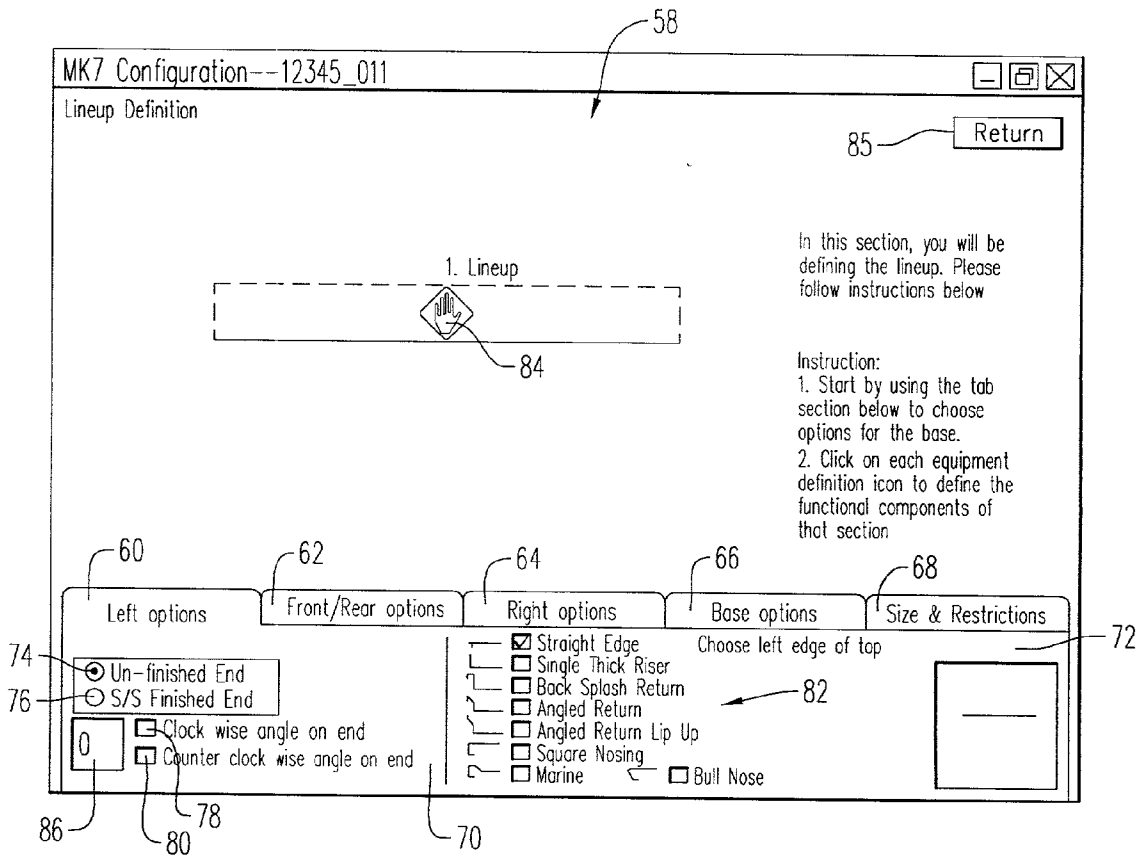 58
MK7 Configuration--12345_011
Lineup Definition
85
Return
In this section, you will be
defining the lineup. Please
follow instructions below
1. Lineup
84
Instruction:
1. Start by using the tab
section below to choose
options for the base.
2. Click on each equipment
definition icon to define the
functional components of
that section
60
62
64
66
68
Left options
Front/Rear options
Right options
Base options
Size & Restrictions
72
74
Un-finished End
76
S/S Finished End
0
Clock wise angle on end
Counter clock wise angle on end
Straight Edge
Choose left edge of top
Single Thick Riser
Back Splash Return
82
Angled Return
Angled Return Lip Up
Square Nosing
Marine
Bull Nose
86
80
78
70